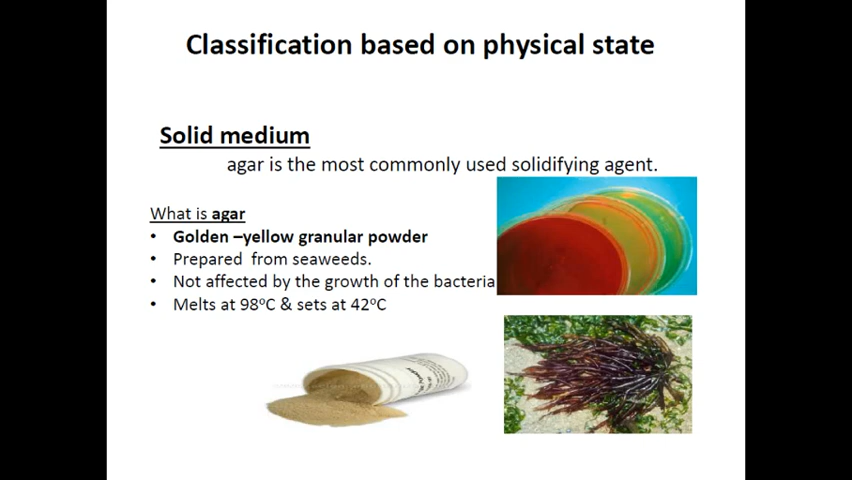 Classification based on physical state
Solid medium
agar is the most commonly used solidifying agent.
What is agar
• Golden –yellow granular powder
• Prepared  from seaweeds.
• Not affected by the growth of the bacteria
• Melts at 98°C & sets at 42°C